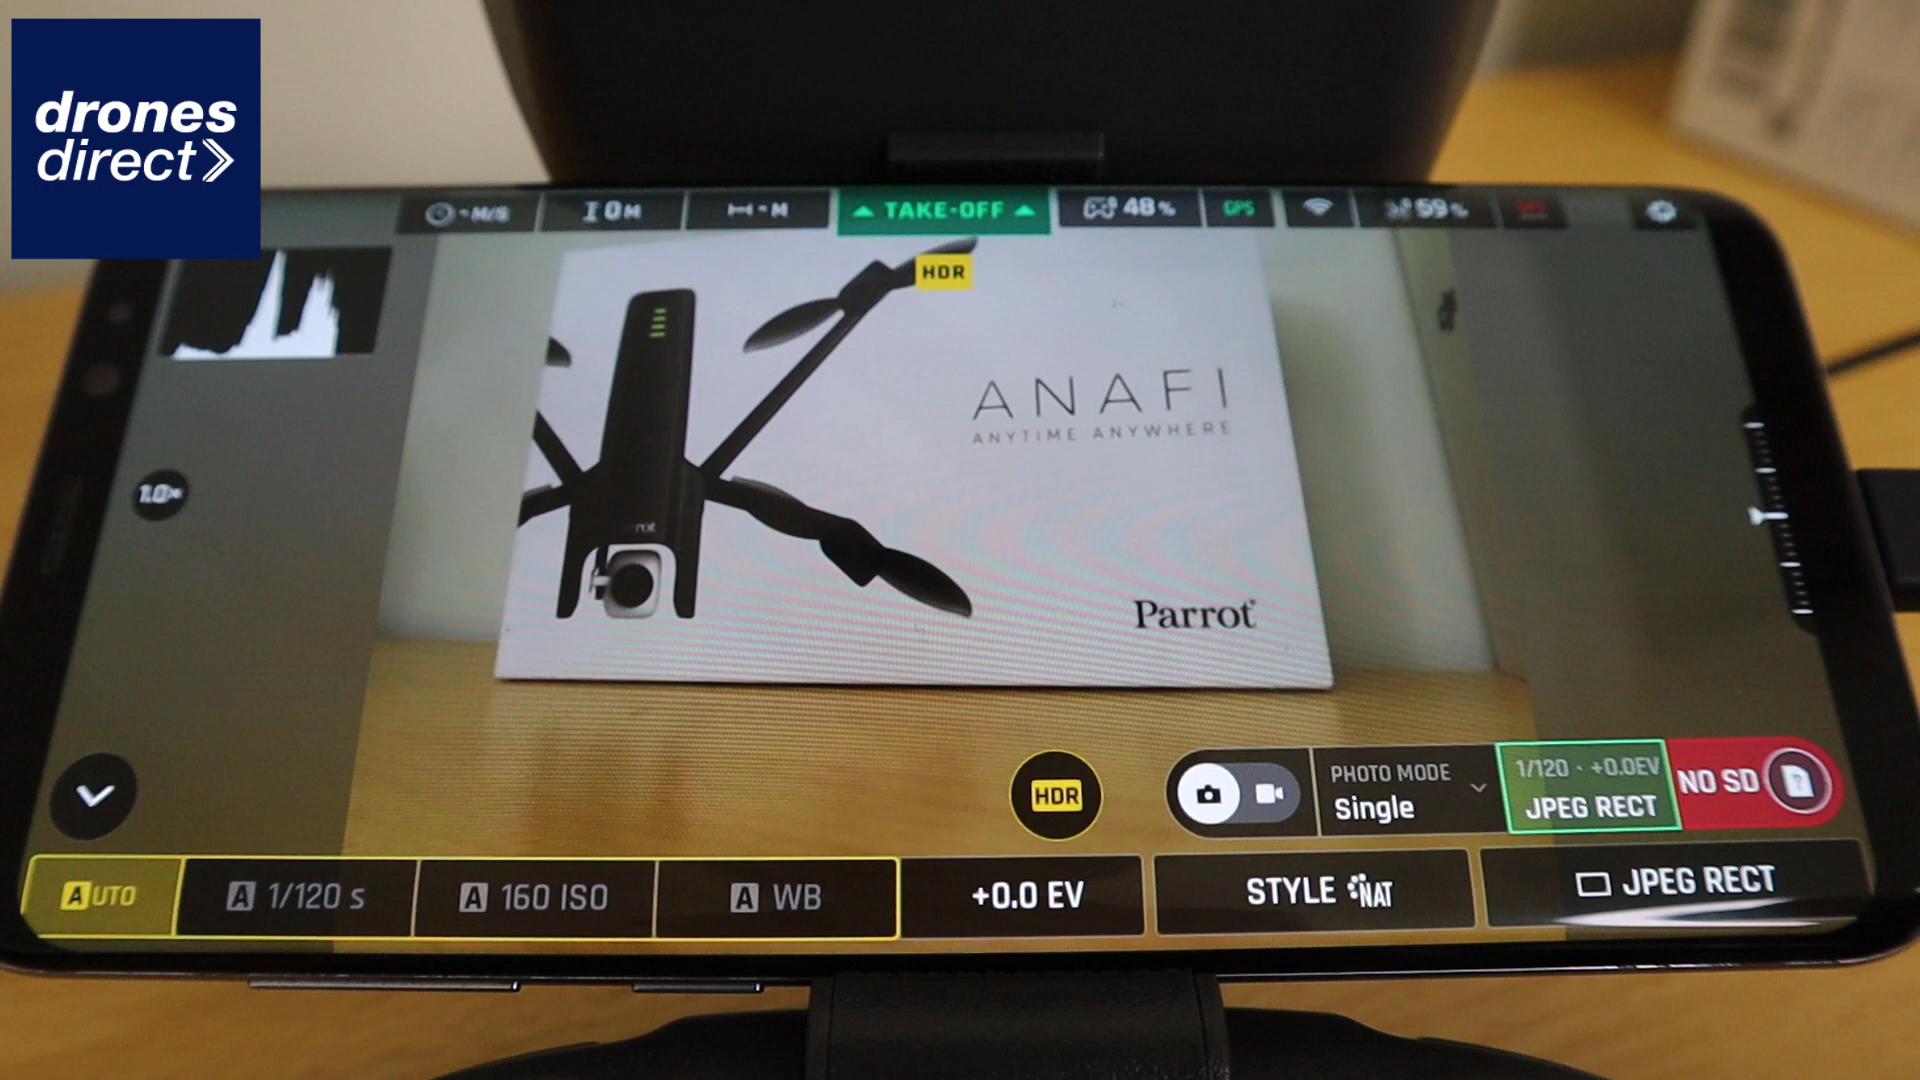 drones
direct
- M/S
0 M
- M
TAKE-OFF
48 %
GPS
59 %
HDR
ANAFI
ANYTIME ANYWHERE
1.0×
Parrot
HDR
PHOTO MODE
Single
1/120 - +0.0EV
JPEG RECT
NO SD
?
AUTO
A 1/120 s
A 160 ISO
A WB
+0.0 EV
STYLE NAT
JPEG RECT